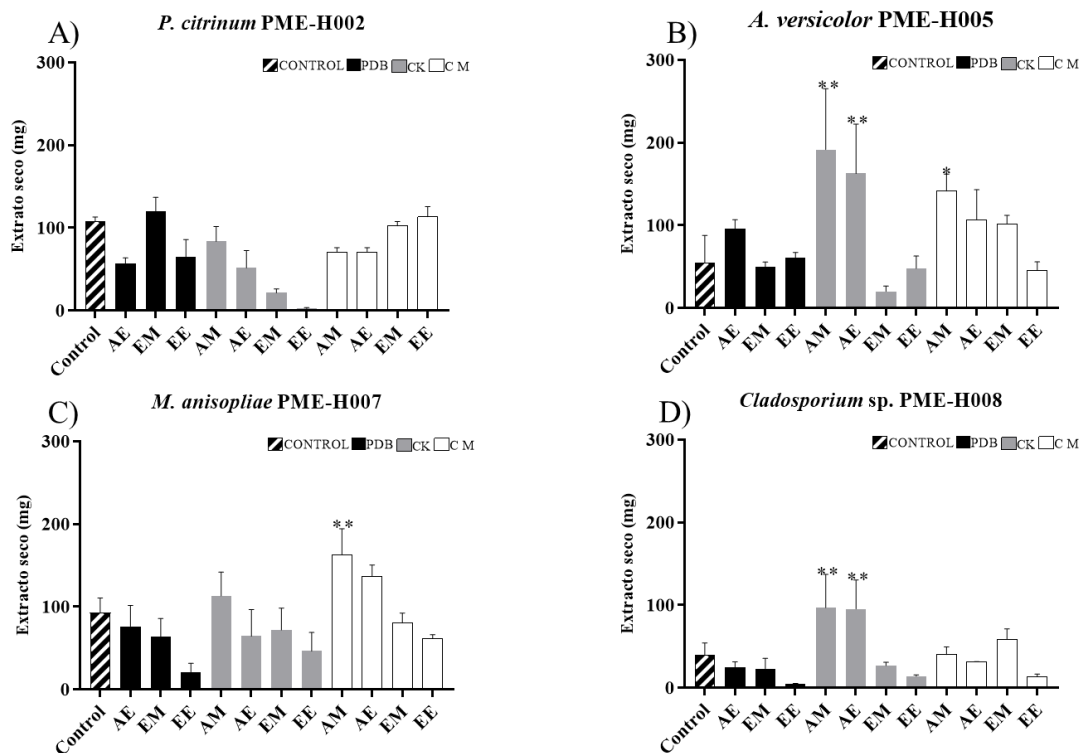 A) P. citrinum PME-H002
CONTROL PDB CK C M
Extrato seco (mg)
300
200
100
0
Control AE EM EE AM AE EM EE AM AE EM EE
B) A. versicolor PME-H005
CONTROL PDB CK C M
Extracto seco (mg)
300
200
100
0
** ** *
Control AE EM EE AM AE EM EE AM AE EM EE
C) M. anisopliae PME-H007
CONTROL PDB CK C M
Extracto seco (mg)
300
200
100
0
**
Control AE EM EE AM AE EM EE AM AE EM EE
D) Cladosporium sp. PME-H008
CONTROL PDB CK C M
Extracto seco (mg)
300
200
100
0
** **
Control AE EM EE AM AE EM EE AM AE EM EE